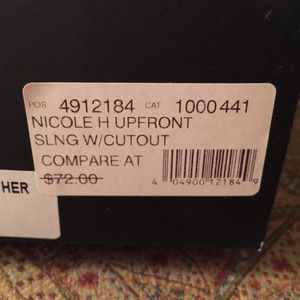 POS 4912184 CAT 1000441
NICOLE H UPFRONT
SLNG W/CUTOUT
COMPARE AT
$72.00
4 04900 12184 9
HER